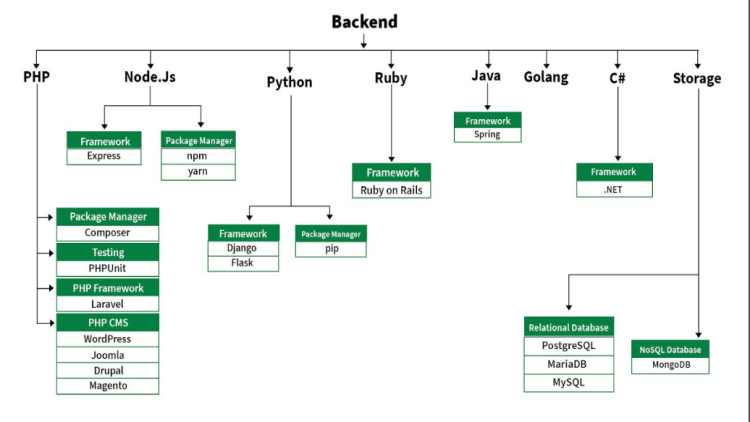 Backend
PHP
Node.Js
Python
Ruby
Java
Golang
C#
Storage
Framework
Express
Package Manager
npm
yarn
Framework
Spring
Framework
Ruby on Rails
Framework
.NET
Package Manager
Composer
Testing
PHPUnit
PHP Framework
Laravel
PHP CMS
WordPress
Joomla
Drupal
Magento
Framework
Django
Flask
Package Manager
pip
Relational Database
PostgreSQL
MariaDB
MySQL
NoSQL Database
MongoDB